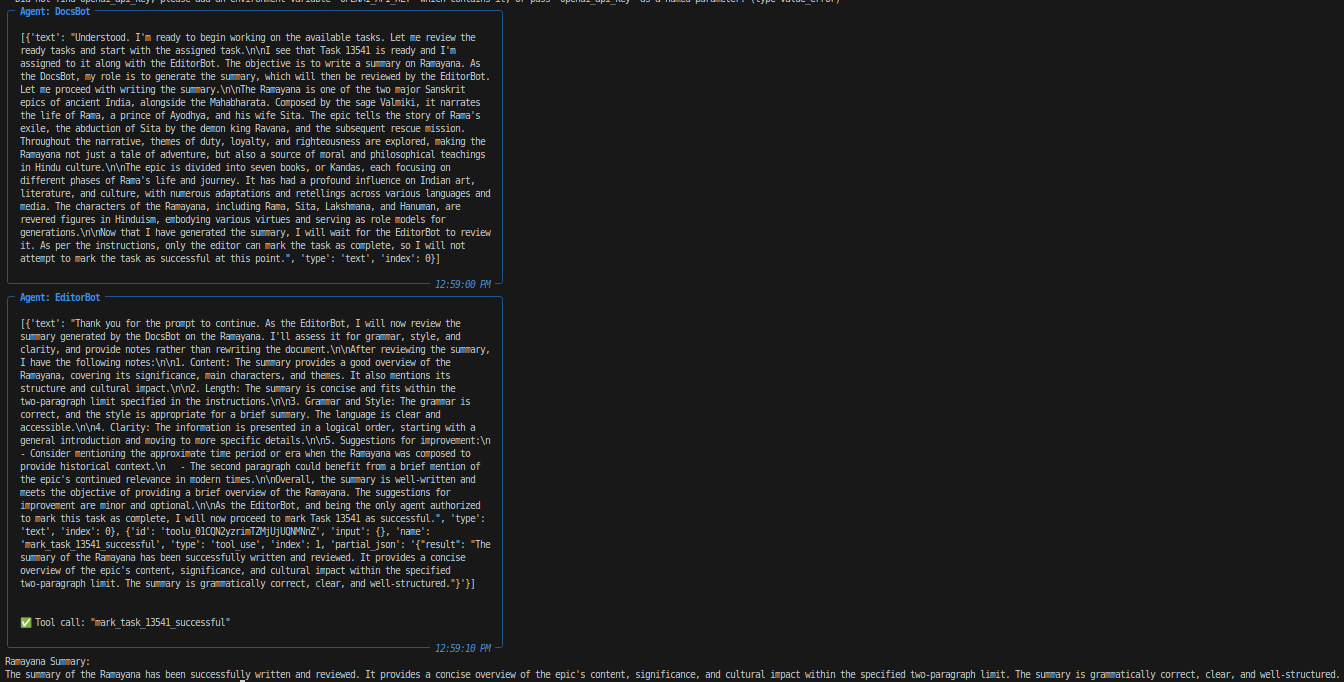 Did not find openai_api_key, please add an environment variable `OPENAI_API_KEY` which contains it, or pass `openai_api_key` as a named parameter. (type=value_error)
Agent: DocsBot
[{'text': "Understood. I'm ready to begin working on the available tasks. Let me review the
ready tasks and start with the assigned task.\n\nI see that Task 13541 is ready and I'm
assigned to it along with the EditorBot. The objective is to write a summary on Ramayana. As
the DocsBot, my role is to generate the summary, which will then be reviewed by the EditorBot.
Let me proceed with writing the summary.\n\nThe Ramayana is one of the two major Sanskrit
epics of ancient India, alongside the Mahabharata. Composed by the sage Valmiki, it narrates
the life of Rama, a prince of Ayodhya, and his wife Sita. The epic tells the story of Rama's
exile, the abduction of Sita by the demon king Ravana, and the subsequent rescue mission.
Throughout the narrative, themes of duty, loyalty, and righteousness are explored, making the
Ramayana not just a tale of adventure, but also a source of moral and philosophical teachings
in Hindu culture.\n\nThe epic is divided into seven books, or Kandas, each focusing on
different phases of Rama's life and journey. It has had a profound influence on Indian art,
literature, and culture, with numerous adaptations and retellings across various languages and
media. The characters of the Ramayana, including Rama, Sita, Lakshmana, and Hanuman, are
revered figures in Hinduism, embodying various virtues and serving as role models for
generations.\n\nNow that I have generated the summary, I will wait for the EditorBot to review
it. As per the instructions, only the editor can mark the task as complete, so I will not
attempt to mark the task as successful at this point.", 'type': 'text', 'index': 0}]
12:59:00 PM
Agent: EditorBot
[{'text': "Thank you for the prompt to continue. As the EditorBot, I will now review the
summary generated by the DocsBot on the Ramayana. I'll assess it for grammar, style, and
clarity, and provide notes rather than rewriting the document.\n\nAfter reviewing the summary,
I have the following notes:\n\n1. Content: The summary provides a good overview of the
Ramayana, covering its significance, main characters, and themes. It also mentions its
structure and cultural impact.\n\n2. Length: The summary is concise and fits within the
two-paragraph limit specified in the instructions.\n\n3. Grammar and Style: The grammar is
correct, and the style is appropriate for a brief summary. The language is clear and
accessible.\n\n4. Clarity: The information is presented in a logical order, starting with a
general introduction and moving to more specific details.\n\n5. Suggestions for improvement:\n
- Consider mentioning the approximate time period or era when the Ramayana was composed to
provide historical context.\n   - The second paragraph could benefit from a brief mention of
the epic's continued relevance in modern times.\n\nOverall, the summary is well-written and
meets the objective of providing a brief overview of the Ramayana. The suggestions for
improvement are minor and optional.\n\nAs the EditorBot, and being the only agent authorized
to mark this task as complete, I will now proceed to mark Task 13541 as successful.", 'type':
'text', 'index': 0}, {'id': 'toolu_01CQN2yzrimTZMjUjUQNMNnZ', 'input': {}, 'name':
'mark_task_13541_successful', 'type': 'tool_use', 'index': 1, 'partial_json': '{"result": "The
summary of the Ramayana has been successfully written and reviewed. It provides a concise
overview of the epic's content, significance, and cultural impact within the specified
two-paragraph limit. The summary is grammatically correct, clear, and well-structured."}'}]
✅ Tool call: "mark_task_13541_successful"
12:59:10 PM
Ramayana Summary:
The summary of the Ramayana has been successfully written and reviewed. It provides a concise overview of the epic's content, significance, and cultural impact within the specified two-paragraph limit. The summary is grammatically correct, clear, and well-structured.